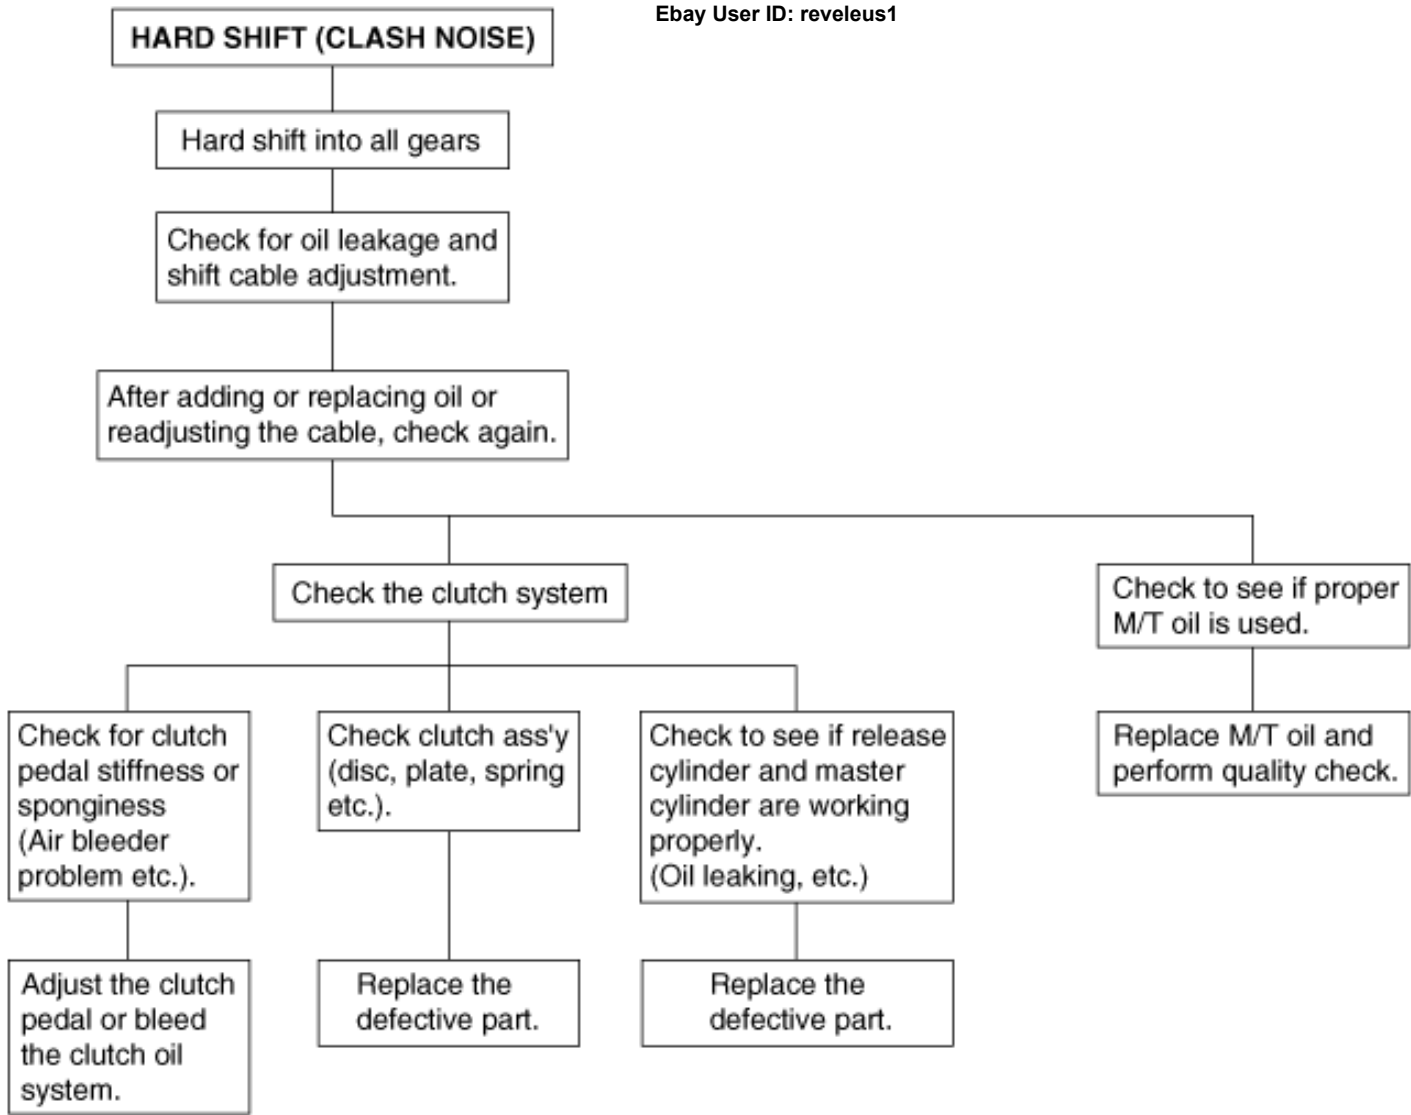 Ebay User ID: reveleus1
HARD SHIFT (CLASH NOISE)
Hard shift into all gears
Check for oil leakage and
shift cable adjustment.
After adding or replacing oil or
readjusting the cable, check again.
Check the clutch system
Check to see if proper
M/T oil is used.
Check for clutch
pedal stiffness or
sponginess
(Air bleeder
problem etc.).
Check clutch ass'y
(disc, plate, spring
etc.).
Check to see if release
cylinder and master
cylinder are working
properly.
(Oil leaking, etc.)
Replace M/T oil and
perform quality check.
Adjust the clutch
pedal or bleed
the clutch oil
system.
Replace the
defective part.
Replace the
defective part.